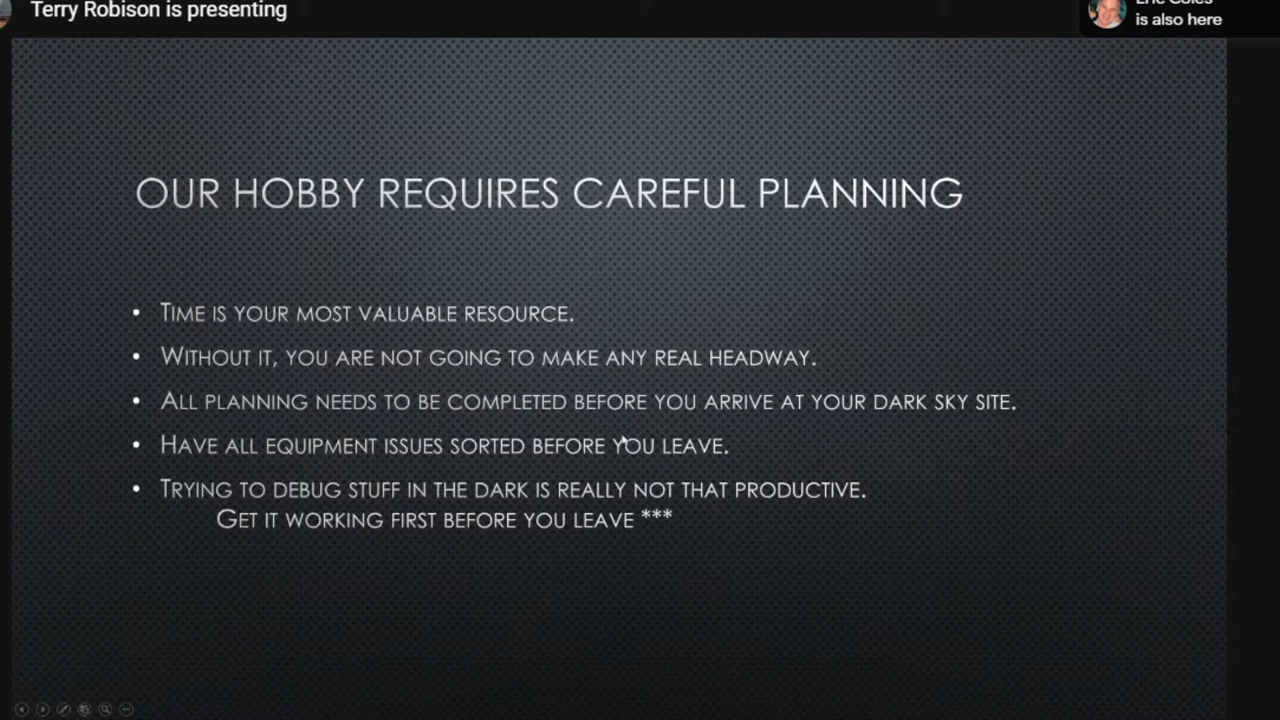 Terry Robison is presenting
is also here
OUR HOBBY REQUIRES CAREFUL PLANNING
• TIME IS YOUR MOST VALUABLE RESOURCE.
• WITHOUT IT, YOU ARE NOT GOING TO MAKE ANY REAL HEADWAY.
• ALL PLANNING NEEDS TO BE COMPLETED BEFORE YOU ARRIVE AT YOUR DARK SKY SITE.
• HAVE ALL EQUIPMENT ISSUES SORTED BEFORE YOU LEAVE.
• TRYING TO DEBUG STUFF IN THE DARK IS REALLY NOT THAT PRODUCTIVE.
GET IT WORKING FIRST BEFORE YOU LEAVE ***